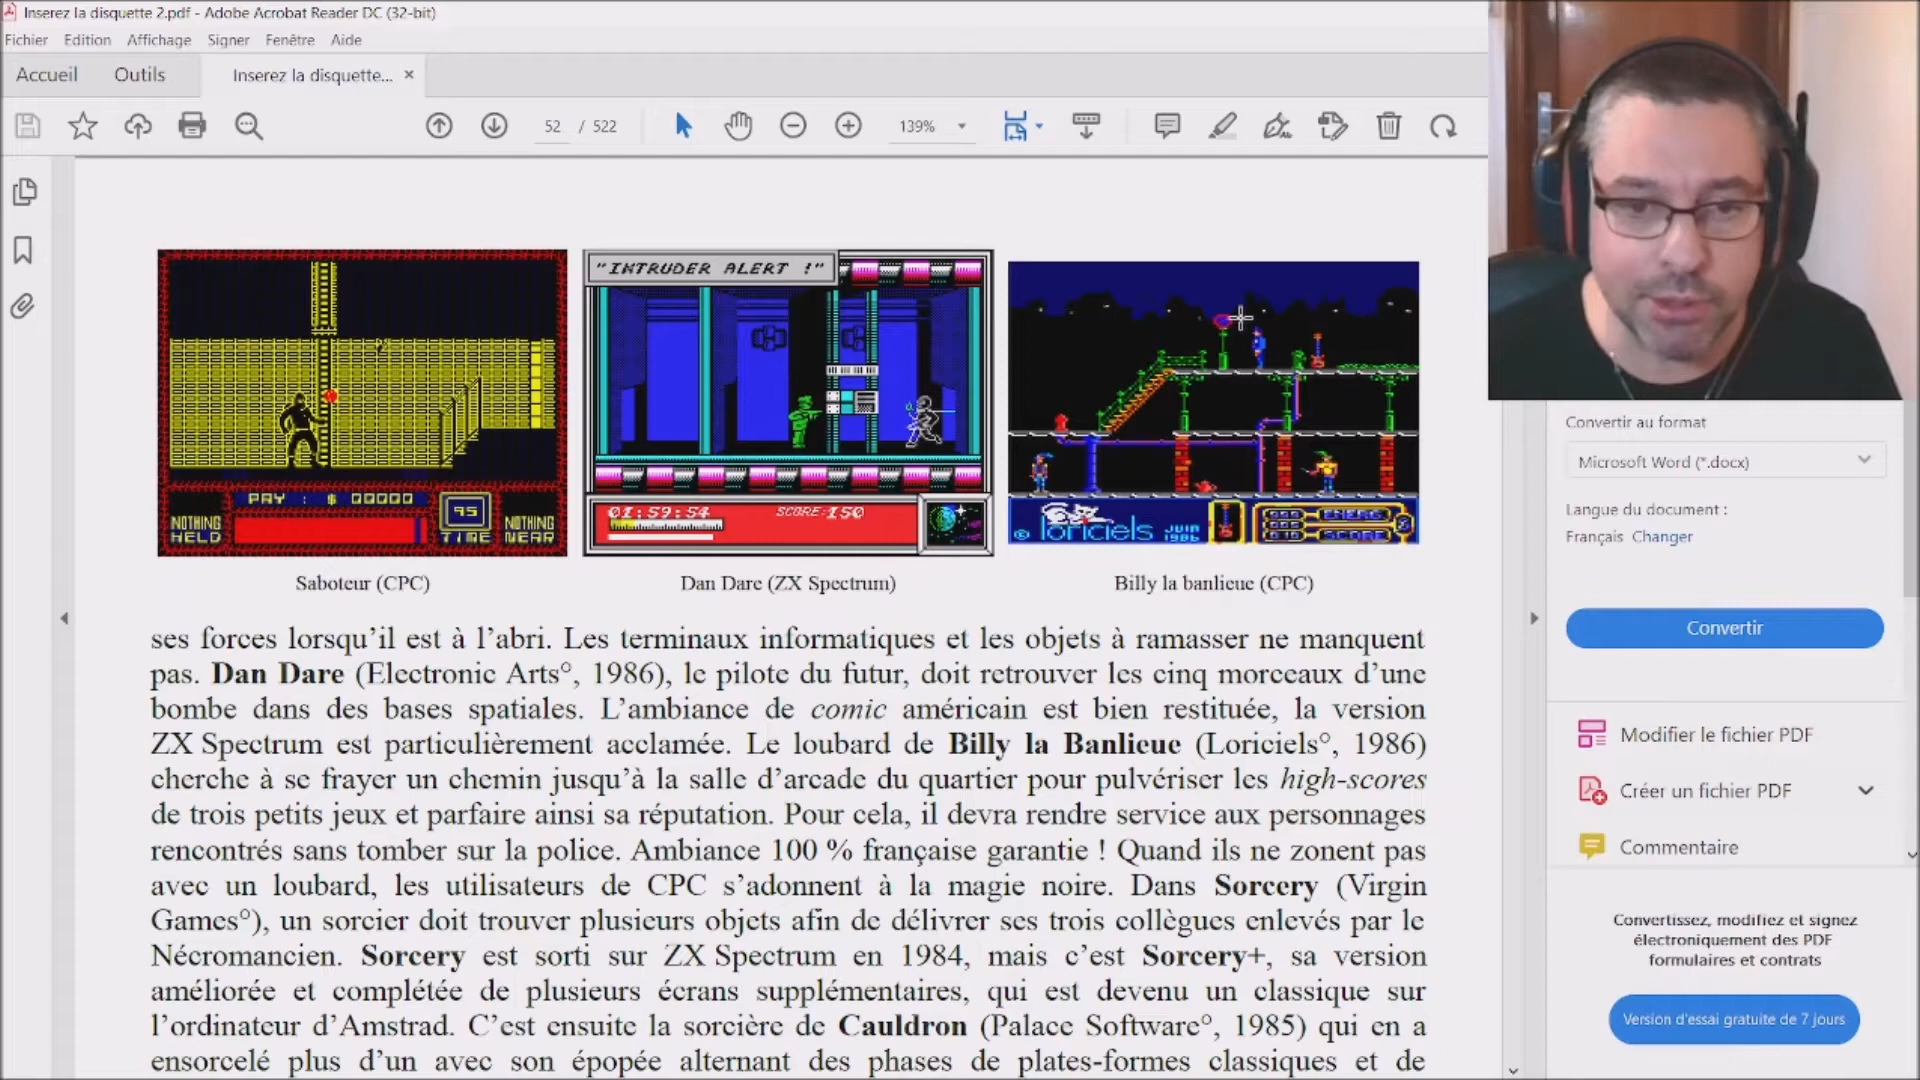 Inserez la disquette 2.pdf - Adobe Acrobat Reader DC (32-bit)
Fichier Edition Affichage Signer Fenêtre Aide
Accueil Outils Inserez la disquette... ×
52 / 522 139%
"INTRUDER ALERT !"
PAY : $ 00000
NOTHING HELD
95
TIME
NOTHING NEAR
01:59:54 SCORE:150
© loriciels JUIN 1986
SCORE
Saboteur (CPC) Dan Dare (ZX Spectrum) Billy la banlieue (CPC)
ses forces lorsqu'il est à l'abri. Les terminaux informatiques et les objets à ramasser ne manquent
pas. Dan Dare (Electronic Arts°, 1986), le pilote du futur, doit retrouver les cinq morceaux d'une
bombe dans des bases spatiales. L'ambiance de comic américain est bien restituée, la version
ZX Spectrum est particulièrement acclamée. Le loubard de Billy la Banlieue (Loriciels°, 1986)
cherche à se frayer un chemin jusqu'à la salle d'arcade du quartier pour pulvériser les high-scores
de trois petits jeux et parfaire ainsi sa réputation. Pour cela, il devra rendre service aux personnages
rencontrés sans tomber sur la police. Ambiance 100 % française garantie ! Quand ils ne zonent pas
avec un loubard, les utilisateurs de CPC s'adonnent à la magie noire. Dans Sorcery (Virgin
Games°), un sorcier doit trouver plusieurs objets afin de délivrer ses trois collègues enlevés par le
Nécromancien. Sorcery est sorti sur ZX Spectrum en 1984, mais c'est Sorcery+, sa version
améliorée et complétée de plusieurs écrans supplémentaires, qui est devenu un classique sur
l'ordinateur d'Amstrad. C'est ensuite la sorcière de Cauldron (Palace Software°, 1985) qui en a
ensorcelé plus d'un avec son épopée alternant des phases de plates-formes classiques et de
Convertir au format
Microsoft Word (*.docx)
Langue du document :
Français Changer
Convertir
Modifier le fichier PDF
Créer un fichier PDF
Commentaire
Convertissez, modifiez et signez
électroniquement des PDF
formulaires et contrats
Version d'essai gratuite de 7 jours